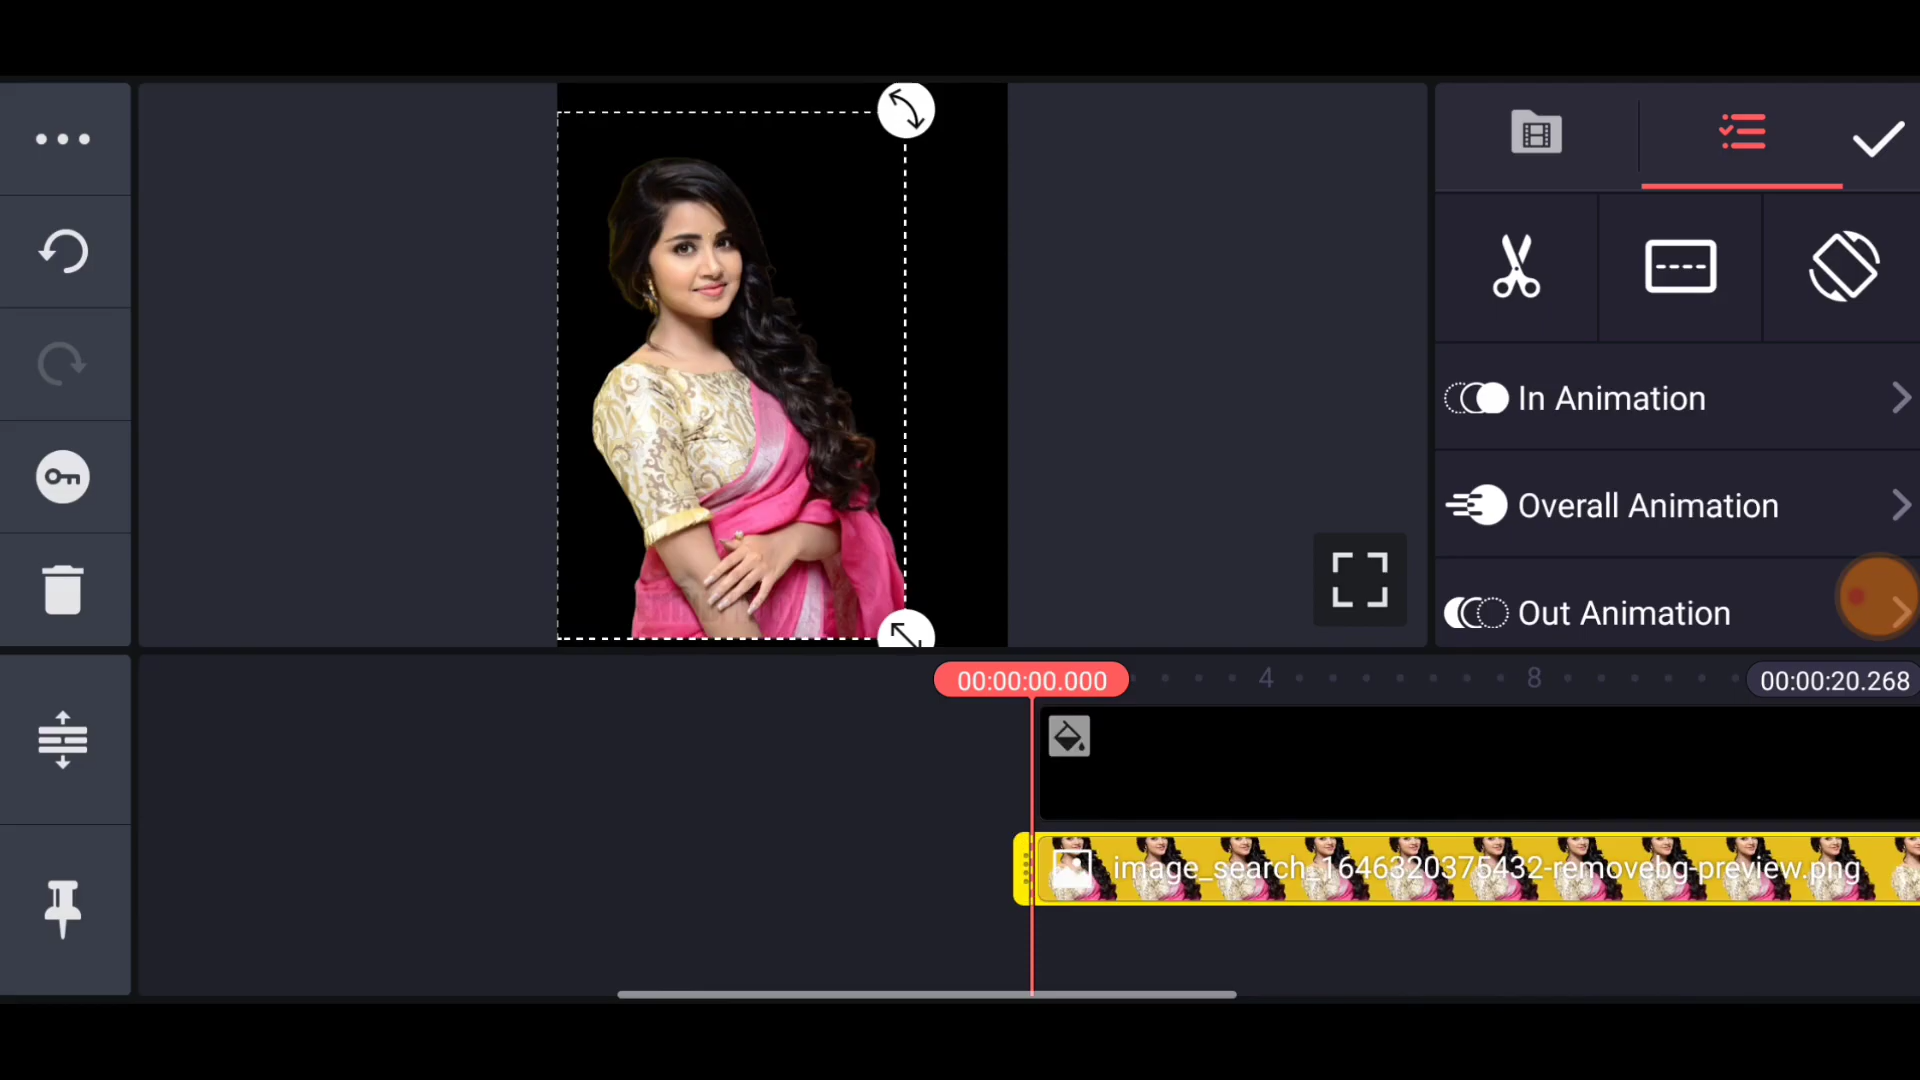 In Animation
Overall Animation
Out Animation
00:00:00.000
4
8
00:00:20.268
image_search_1646320375432-removebg-preview.png